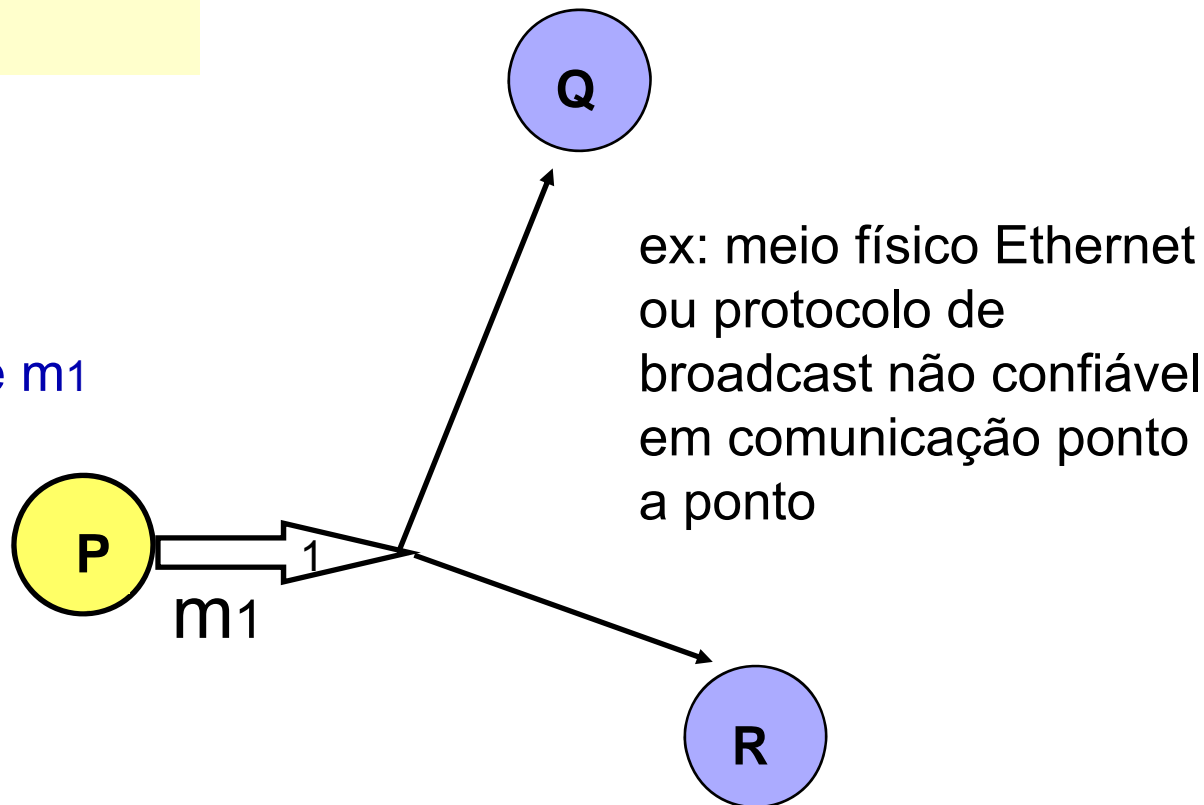 Q
ex: meio físico Ethernet
ou protocolo de
broadcast não confiável
em comunicação ponto
a ponto
e m1
P
1
m1
R